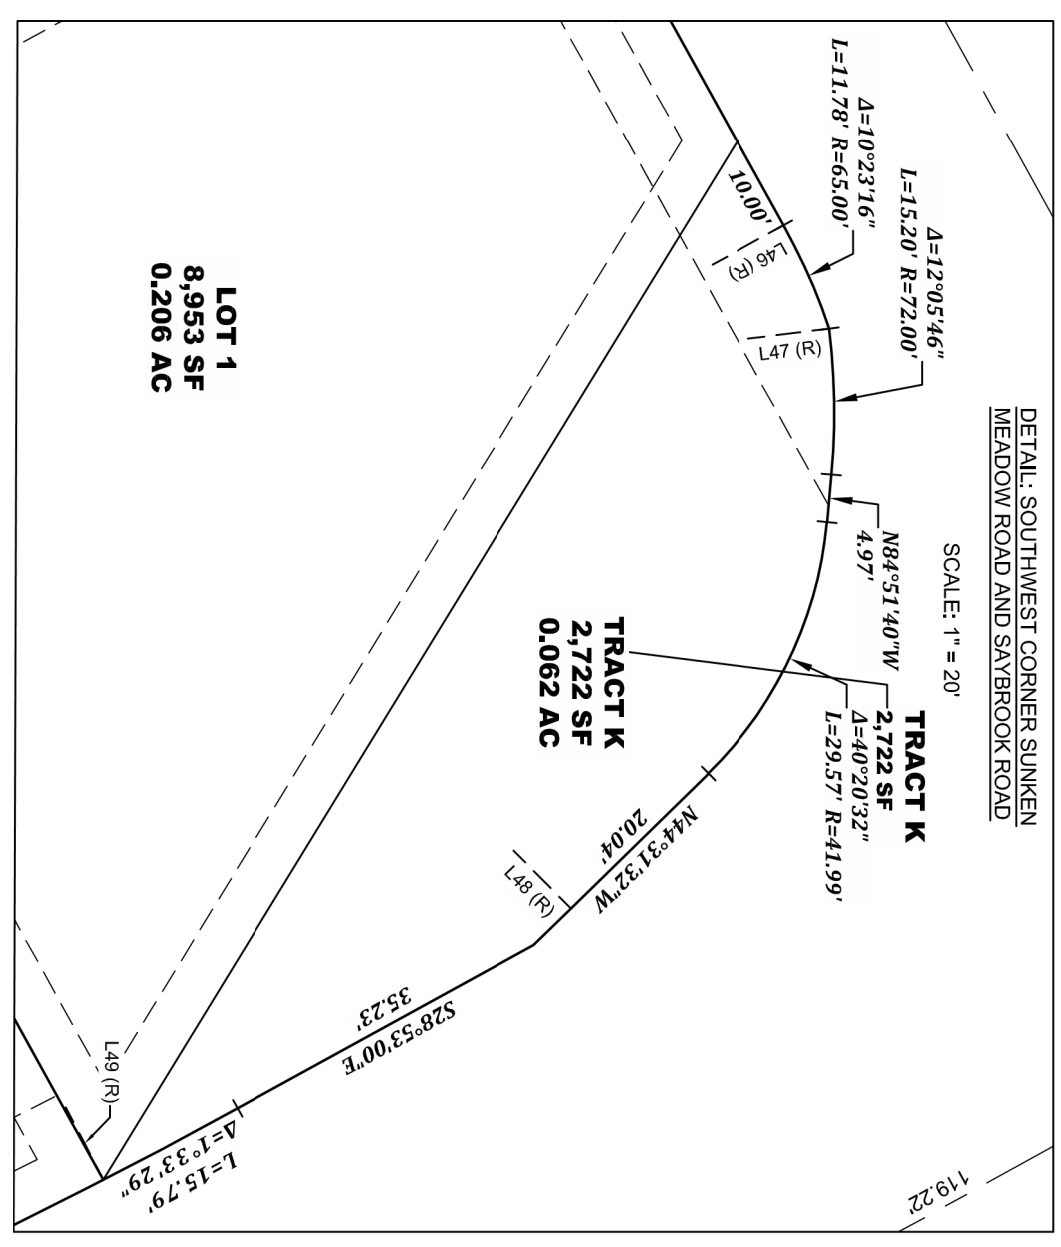 DETAIL: SOUTHWEST CORNER SUNKEN
MEADOW ROAD AND SAYBROOK ROAD
SCALE: 1" = 20'
Δ=10°23'16"
L=11.78' R=65.00'
Δ=12°05'46"
L=15.20' R=72.00'
10.00'
L46 (R)
L47 (R)
N84°51'40"W
4.97'
TRACT K
2,722 SF
Δ=40°20'32"
L=29.57' R=41.99'
TRACT K
2,722 SF
0.062 AC
LOT 1
8,953 SF
0.206 AC
N44°31'32"W
20.04'
L48 (R)
S28°53'00"E
35.23'
L49 (R)
Δ=1°33'29"
L=15.79'
119.22'